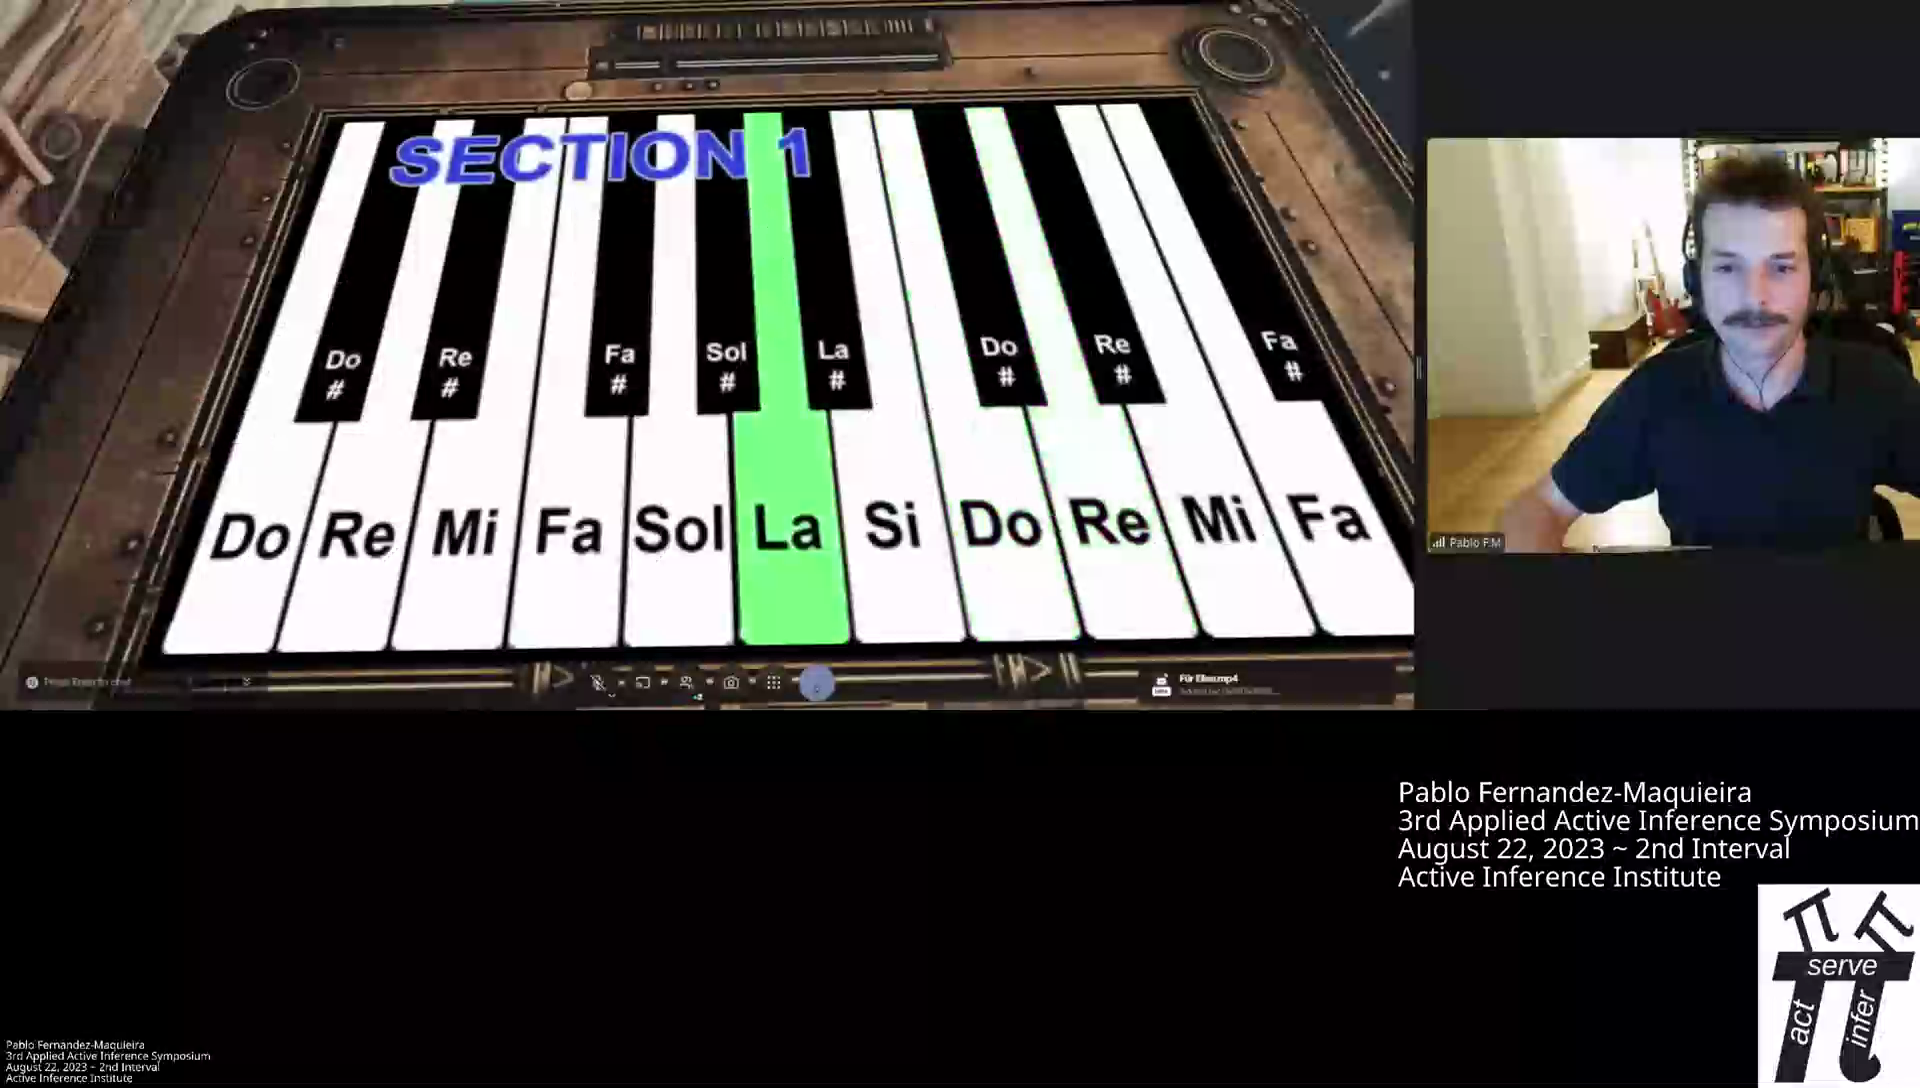 SECTION 1
Do Re Fa Sol La Do Re Fa
# # # # # # # #
Do Re Mi Fa Sol La Si Do Re Mi Fa
Pablo F.M
Für Elise.mp4
Pablo Fernandez-Maquieira
3rd Applied Active Inference Symposium
August 22, 2023 ~ 2nd Interval
Active Inference Institute
serve
act
infer
Pablo Fernandez-Maquieira
3rd Applied Active Inference Symposium
August 22, 2023 ~ 2nd Interval
Active Inference Institute